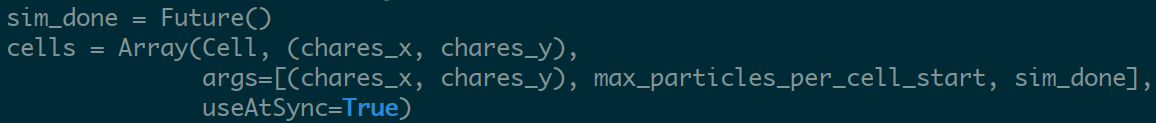 sim_done = Future()
cells = Array(Cell, (chares_x, chares_y),
              args=[(chares_x, chares_y), max_particles_per_cell_start, sim_done],
              useAtSync=True)